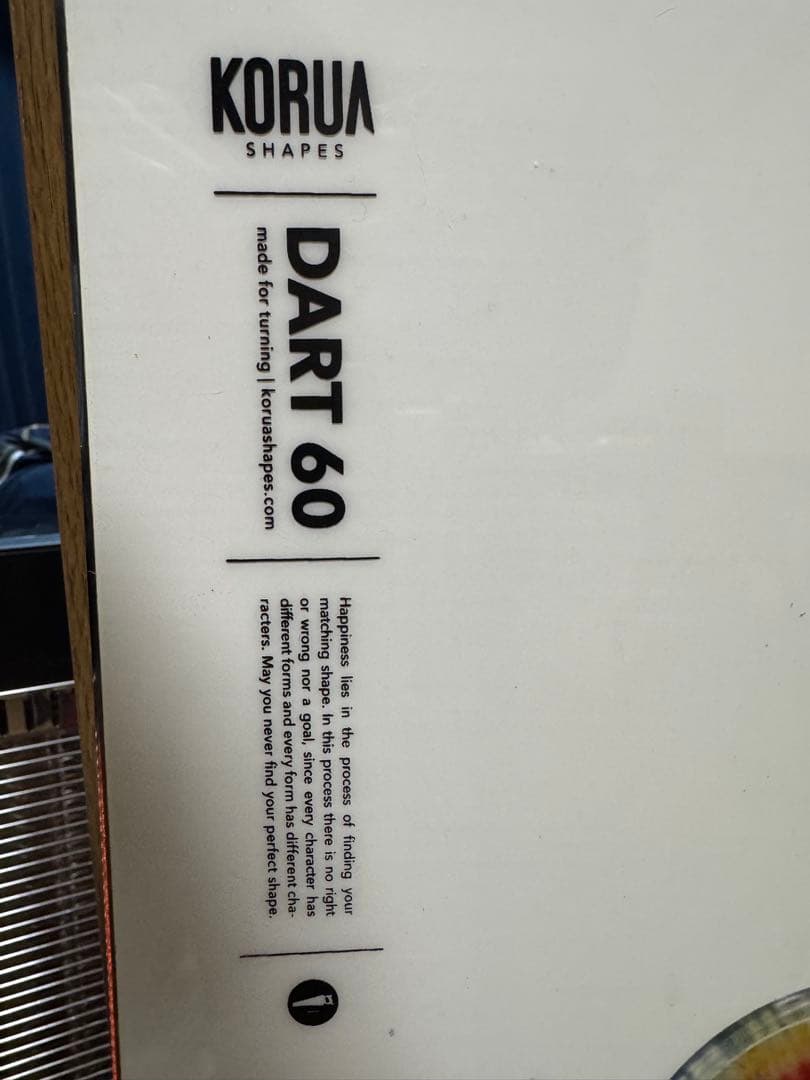 KORUA
SHAPES
DART 60
made for turning | koruashapes.com
Happiness lies in the process of finding your
matching shape. In this process there is no right
or wrong nor a goal, since every character has
different forms and every form has different cha-
racters. May you never find your perfect shape.